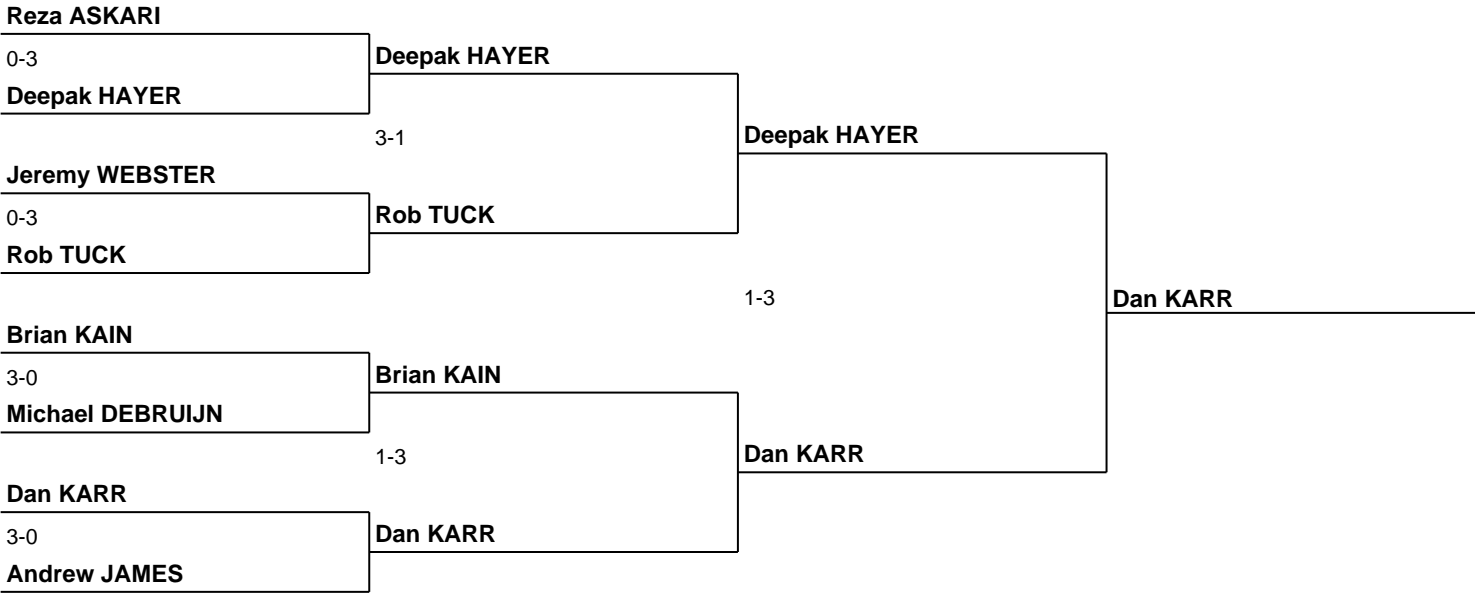 Reza ASKARI
0-3
Deepak HAYER
Deepak HAYER
3-1
Deepak HAYER
Jeremy WEBSTER
0-3
Rob TUCK
Rob TUCK
1-3
Dan KARR
Brian KAIN
3-0
Brian KAIN
Michael DEBRUIJN
1-3
Dan KARR
Dan KARR
3-0
Dan KARR
Andrew JAMES